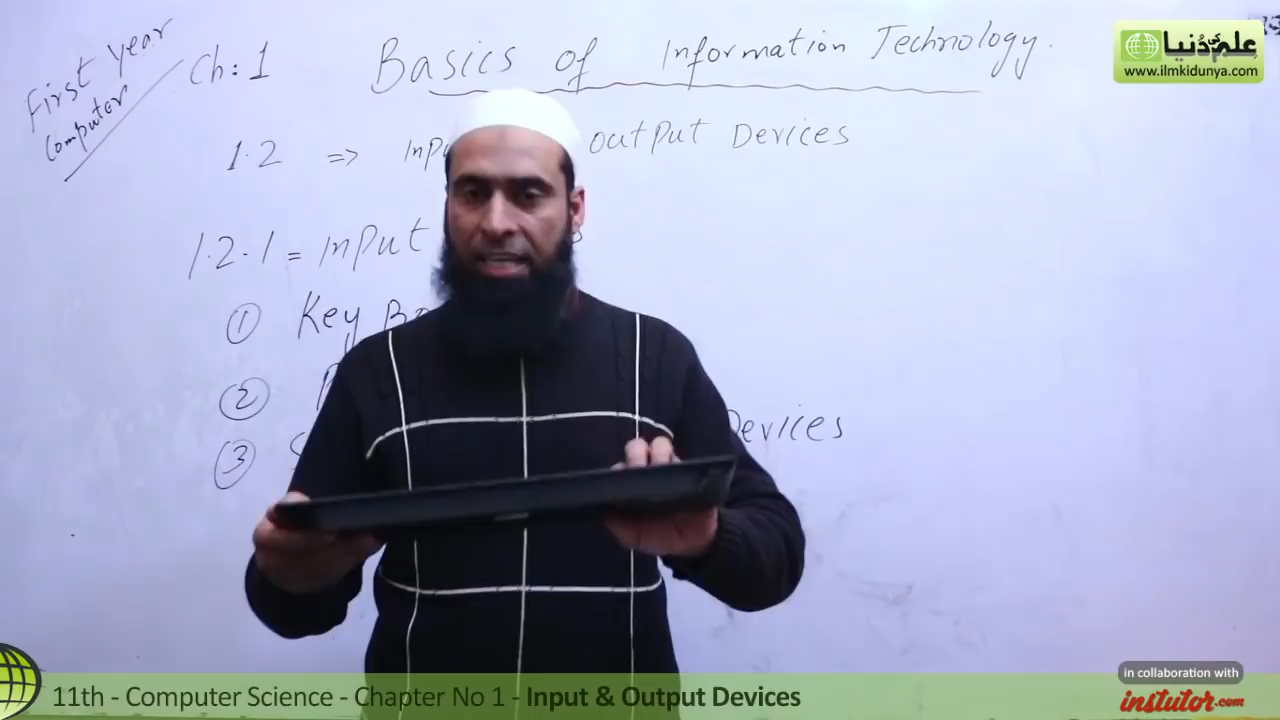 First year
Computer
Ch: 1 Basics of Information Technology.
1.2 => Output Devices
1.2.1 = Input
① Key
②
③ Devices
علم کی دنیا
www.ilmkidunya.com
11th - Computer Science - Chapter No 1 - Input & Output Devices
in collaboration with
instutor.com